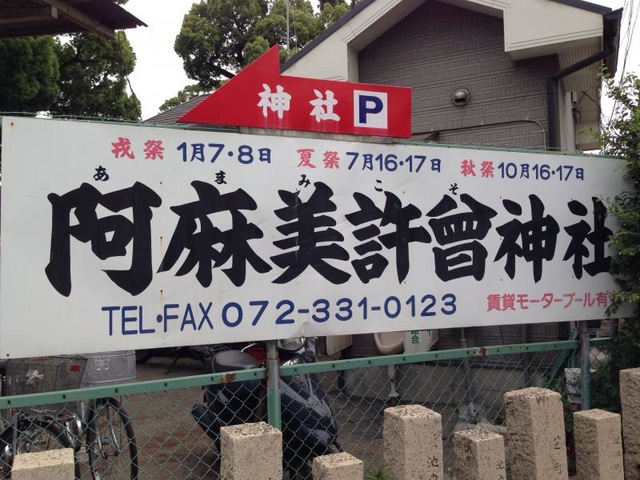 神社 P
戎祭 1月7・8日 夏祭 7月16・17日 秋祭 10月16・17日
あまみこそ
阿麻美許曾神社
TEL・FAX 072-331-0123 賃貸モータープール有